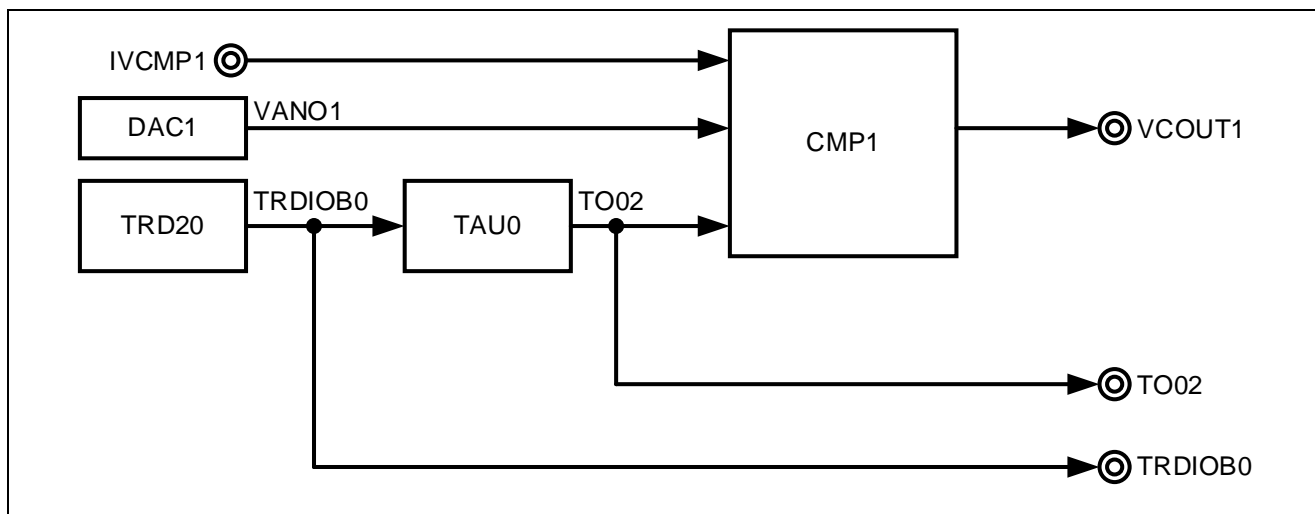 IVCMP1
DAC1
VANO1
CMP1
VCOUT1
TRD20
TRDIOB0
TAU0
TO02
TO02
TRDIOB0